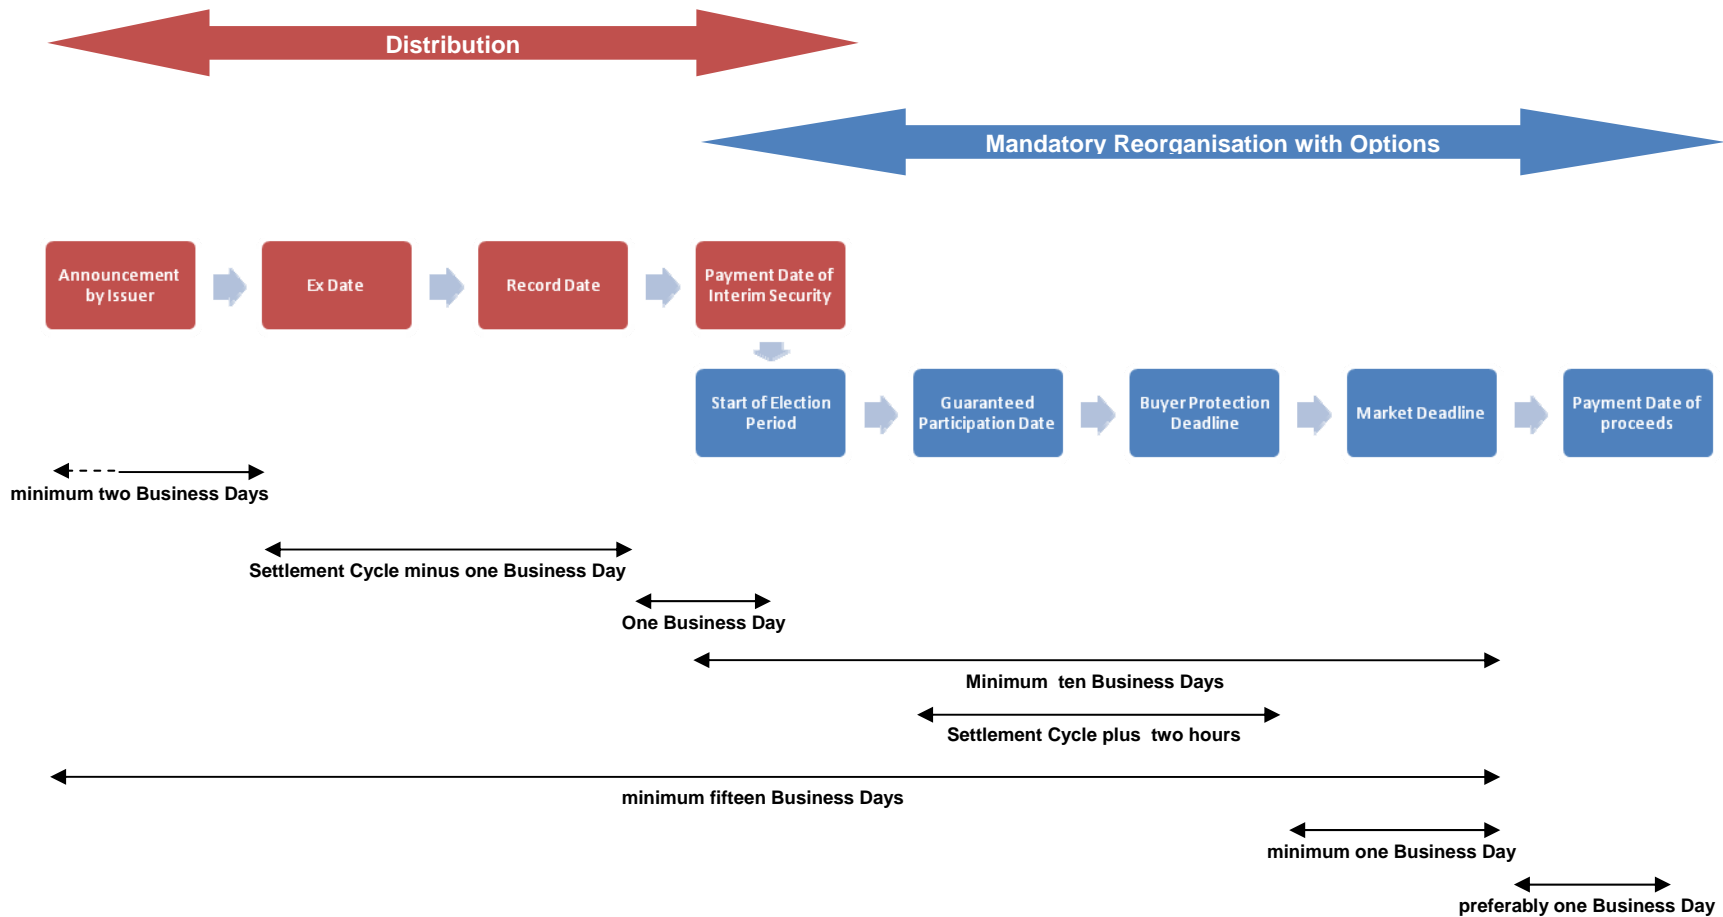 Distribution
Mandatory Reorganisation with Options
Announcement
by Issuer
Ex Date
Record Date
Payment Date of
Interim Security
Start of Election
Period
Guaranteed
Participation Date
Buyer Protection
Deadline
Market Deadline
Payment Date of
proceeds
minimum two Business Days
Settlement Cycle minus one Business Day
One Business Day
Minimum ten Business Days
Settlement Cycle plus two hours
minimum fifteen Business Days
minimum one Business Day
preferably one Business Day